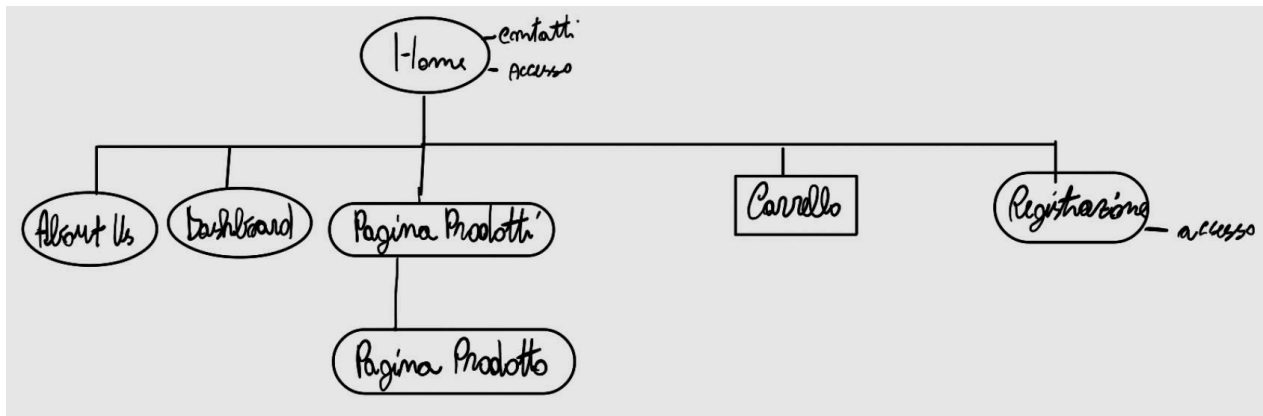 Home
contatti
Accesso
About Us
Dashboard
Pagina Prodotti
Carrello
Registrazione
accesso
Pagina Prodotto